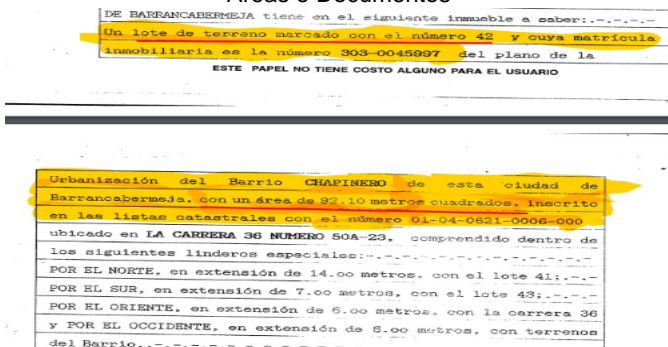 Areas o Documentos
DE BARRANCABERMEJA tiene en el siguiente inmueble a saber:.-.-.-.-
Un lote de terreno marcado con el número 42 y cuya matrícula
inmobiliaria es la número 303-0045997 del plano de la
ESTE PAPEL NO TIENE COSTO ALGUNO PARA EL USUARIO
Urbanización del Barrio CHAPINERO de esta ciudad de
Barrancabermeja, con un área de 92.10 metros cuadrados, inscrito
en las listas catastrales con el número 01-04-0621-0006-000
ubicado en LA CARRERA 36 NUMERO 50A-23, comprendido dentro de
los siguientes linderos especiales:-.-.-.-.-.-.-.-.-.-.-.-
POR EL NORTE, en extensión de 14.oo metros, con el lote 41;.-.-
POR EL SUR, en extensión de 7.oo metros, con el lote 43;.-.-.-
POR EL ORIENTE, en extensión de 6.oo metros, con la carrera 36
y POR EL OCCIDENTE, en extensión de 6.oo metros, con terrenos
del Barrio..-.-.-.-.-.-.-.-.-